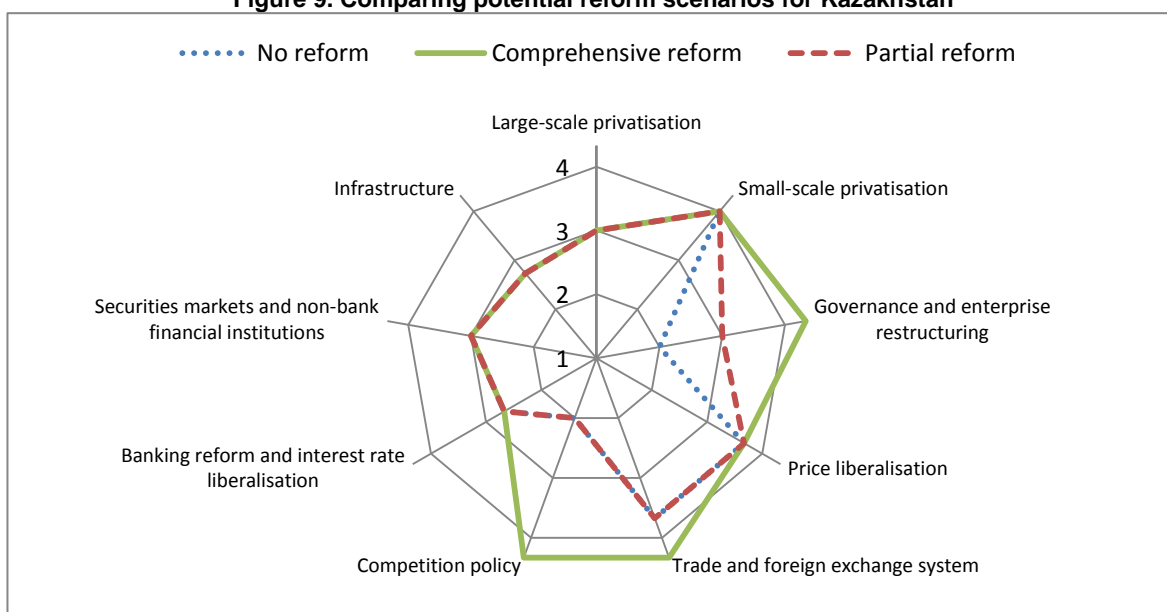 Figure 9. Comparing potential reform scenarios for Kazakhstan
No reform
Comprehensive reform
Partial reform
Large-scale privatisation
4
3
2
1
Small-scale privatisation
Governance and enterprise
restructuring
Price liberalisation
Trade and foreign exchange system
Competition policy
Banking reform and interest rate
liberalisation
Securities markets and non-bank
financial institutions
Infrastructure